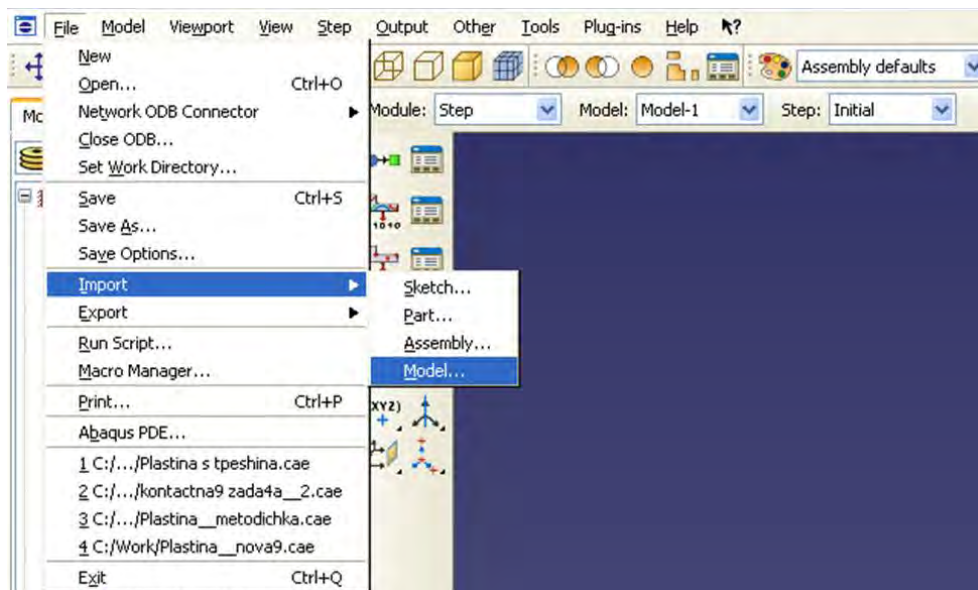 File Model Viewport View Step Output Other Tools Plug-ins Help
New
Open... Ctrl+O
Network ODB Connector
Close ODB...
Set Work Directory...
Save Ctrl+S
Save As...
Save Options...
Import
Export
Run Script...
Macro Manager...
Print... Ctrl+P
Abaqus PDE...
1 C:/.../Plastina s tpeshina.cae
2 C:/.../kontactna9 zada4a__2.cae
3 C:/.../Plastina__metodichka.cae
4 C:/Work/Plastina__nova9.cae
Exit Ctrl+Q
Sketch...
Part...
Assembly...
Model...
Assembly defaults
Module: Step Model: Model-1 Step: Initial
Mo
1010
XYZ)